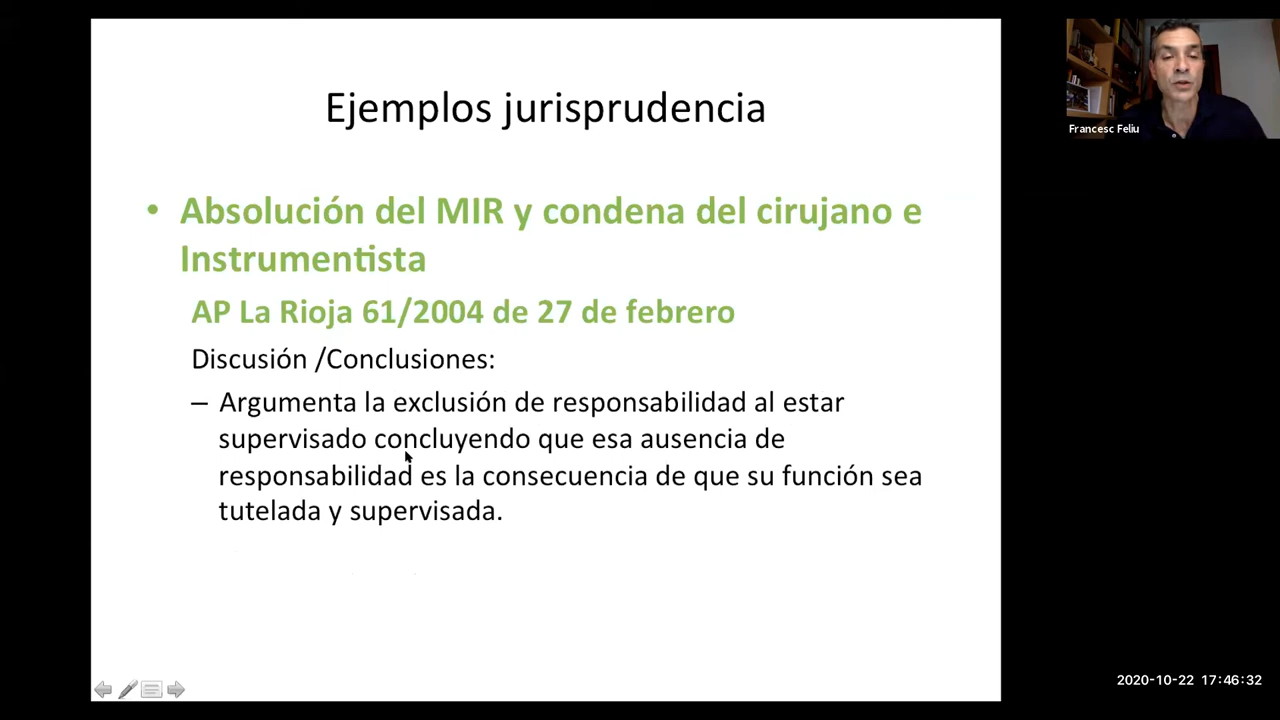 Ejemplos jurisprudencia
• Absolución del MIR y condena del cirujano e
Instrumentista
AP La Rioja 61/2004 de 27 de febrero
Discusión /Conclusiones:
– Argumenta la exclusión de responsabilidad al estar
supervisado concluyendo que esa ausencia de
responsabilidad es la consecuencia de que su función sea
tutelada y supervisada.
Francesc Feliu
2020-10-22 17:46:32